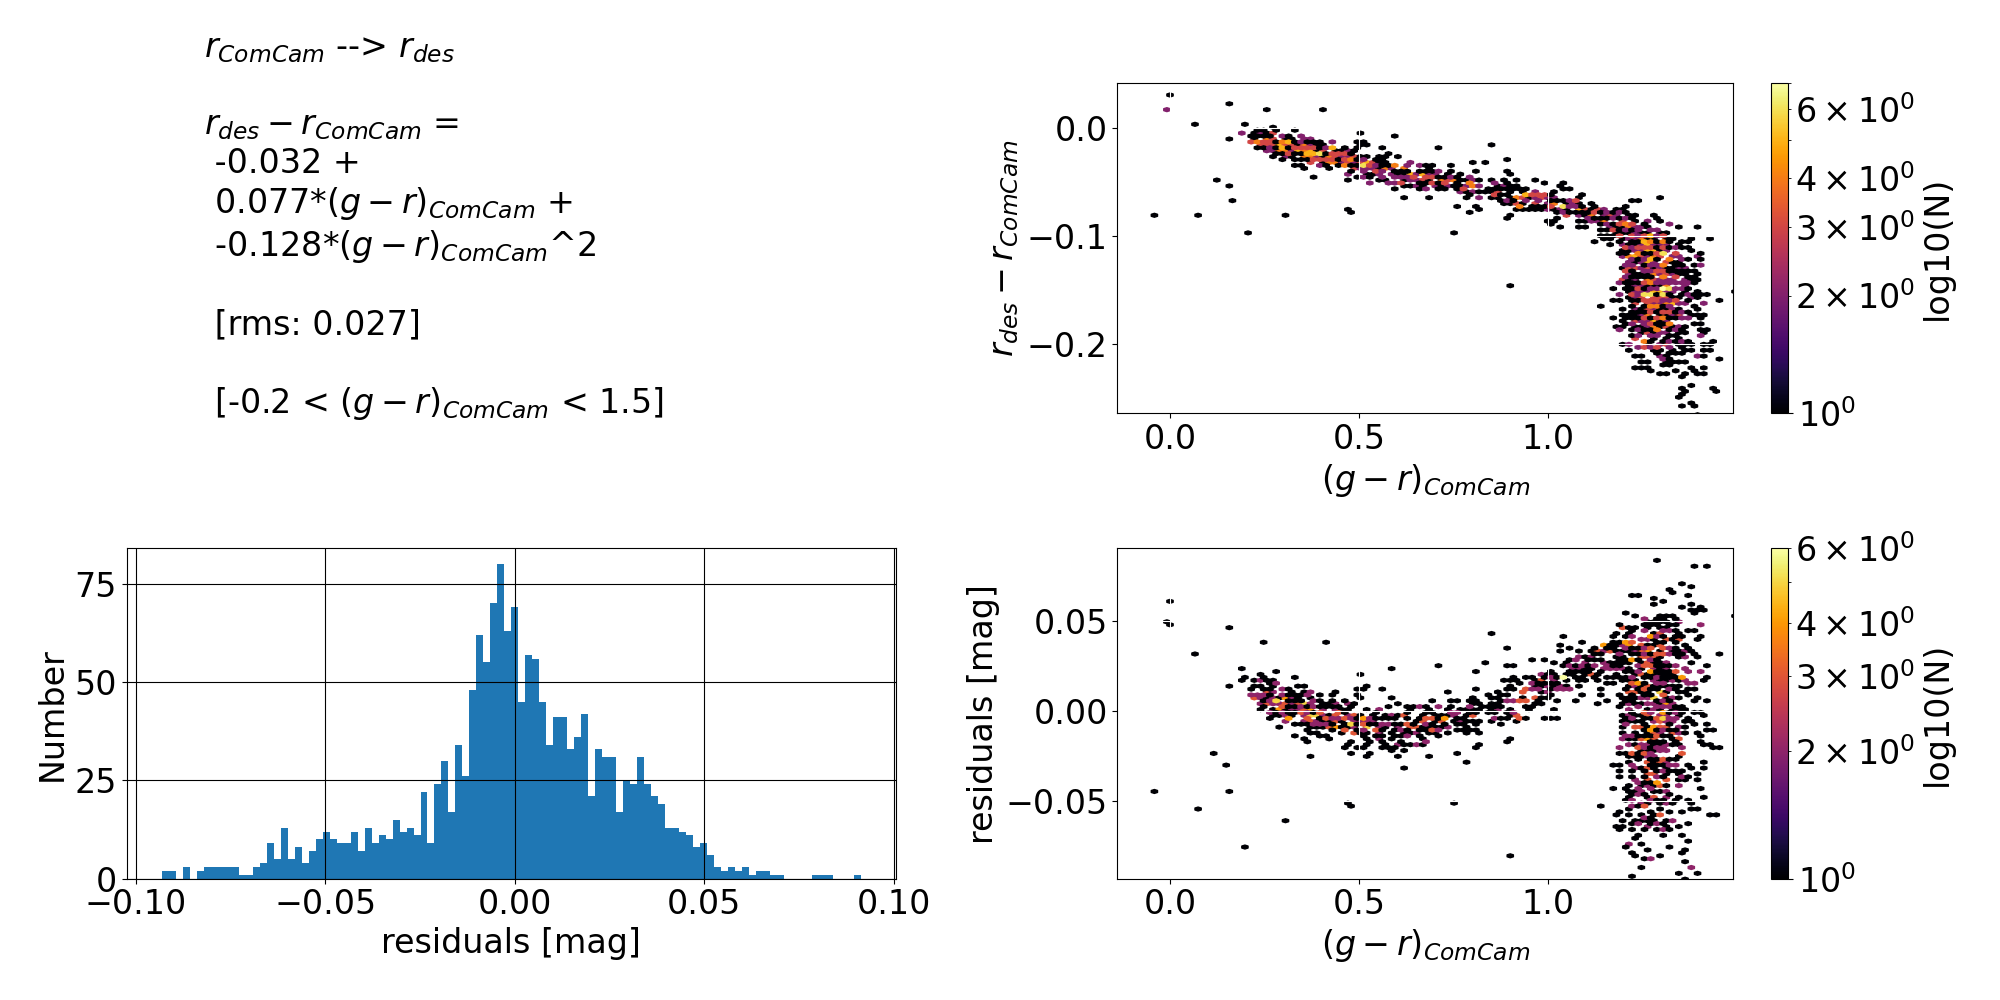 r_ComCam --> r_des
r_des − r_ComCam =
-0.032 +
0.077*(g − r)_ComCam +
-0.128*(g − r)_ComCam^2
[rms: 0.027]
[-0.2 < (g − r)_ComCam < 1.5]
0.0
−0.1
−0.2
r_des − r_ComCam
0.0 0.5 1.0
(g − r)_ComCam
6 × 10^0
4 × 10^0
3 × 10^0
2 × 10^0
10^0
log10(N)
75
50
25
0
Number
−0.10 −0.05 0.00 0.05 0.10
residuals [mag]
0.05
0.00
−0.05
residuals [mag]
0.0 0.5 1.0
(g − r)_ComCam
6 × 10^0
4 × 10^0
3 × 10^0
2 × 10^0
10^0
log10(N)